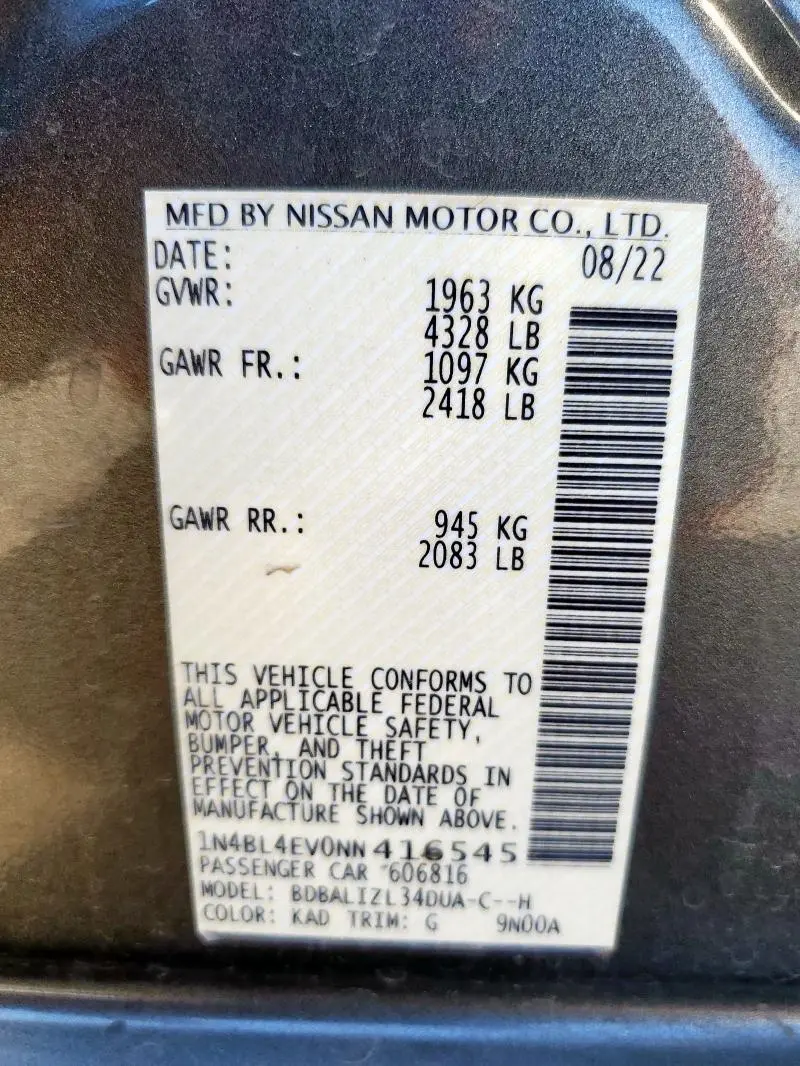 MFD BY NISSAN MOTOR CO., LTD.
DATE: 08/22
GVWR: 1963 KG
4328 LB
GAWR FR.: 1097 KG
2418 LB
GAWR RR.: 945 KG
2083 LB
THIS VEHICLE CONFORMS TO
ALL APPLICABLE FEDERAL
MOTOR VEHICLE SAFETY,
BUMPER, AND THEFT
PREVENTION STANDARDS IN
EFFECT ON THE DATE OF
MANUFACTURE SHOWN ABOVE.
1N4BL4EV0NN416545
PASSENGER CAR *606816
MODEL: BDBALIZL34DUA-C--H
COLOR: KAD TRIM: G 9N00A